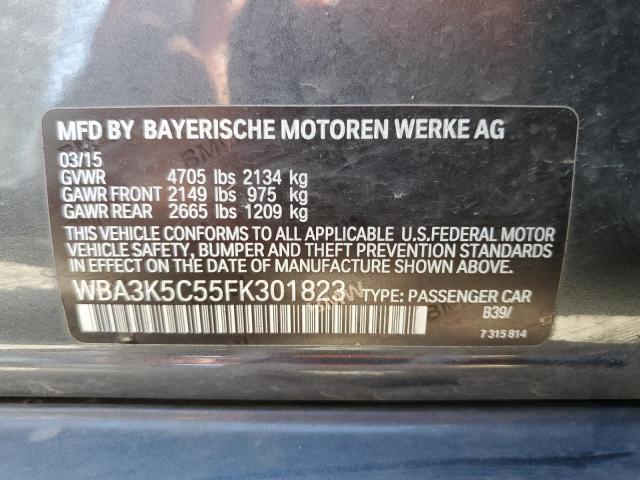 MFD BY BAYERISCHE MOTOREN WERKE AG
03/15
GVWR 4705 lbs 2134 kg
GAWR FRONT 2149 lbs 975 kg
GAWR REAR 2665 lbs 1209 kg
THIS VEHICLE CONFORMS TO ALL APPLICABLE U.S.FEDERAL MOTOR
VEHICLE SAFETY, BUMPER AND THEFT PREVENTION STANDARDS
IN EFFECT ON THE DATE OF MANUFACTURE SHOWN ABOVE.
WBA3K5C55FK301823 TYPE: PASSENGER CAR
B39/
7 315 814